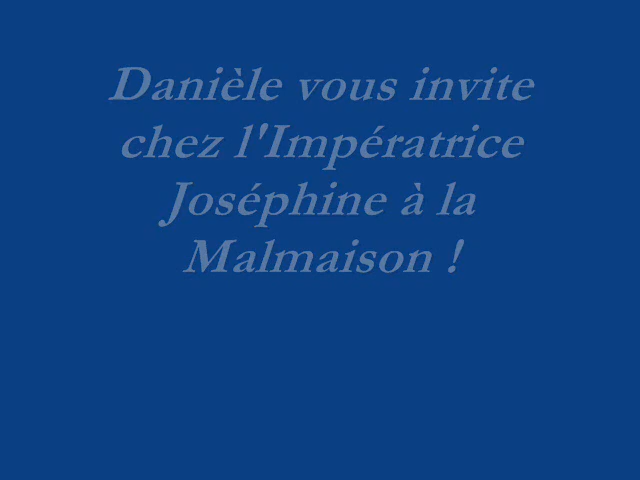 Danièle vous invite
chez l'Impératrice
Joséphine à la
Malmaison !